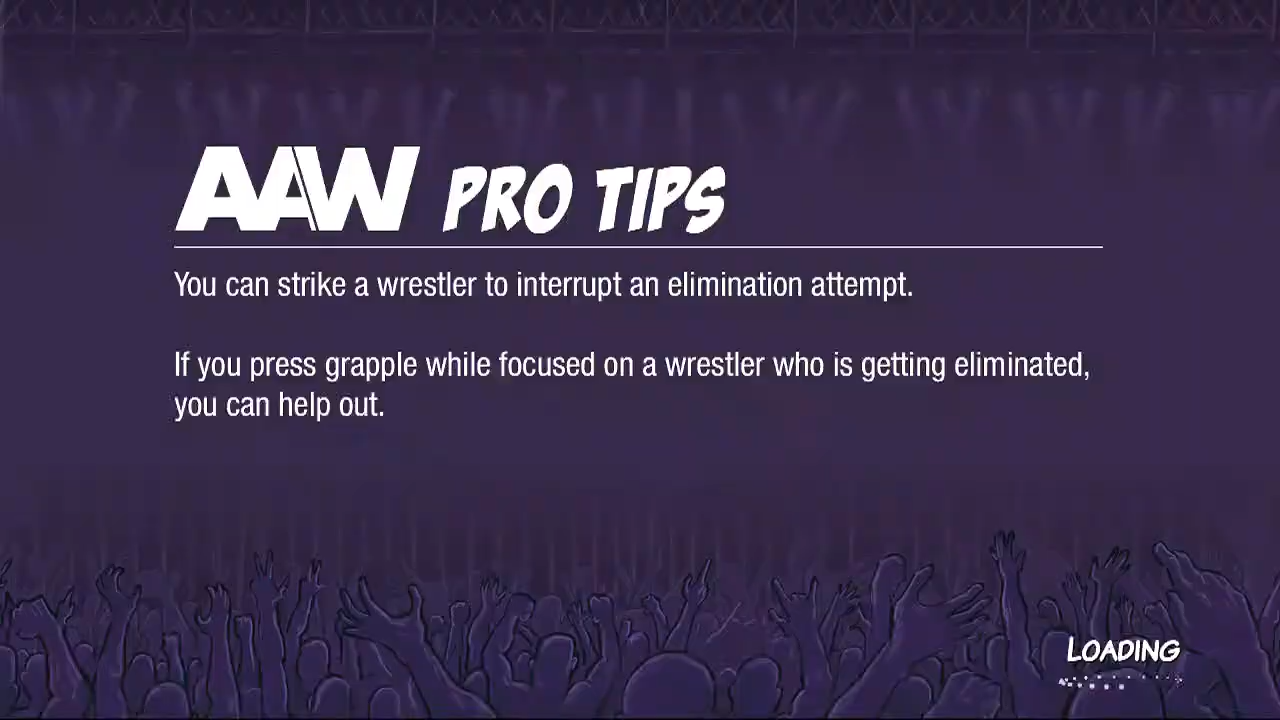 AAW PRO TIPS
You can strike a wrestler to interrupt an elimination attempt.
If you press grapple while focused on a wrestler who is getting eliminated,
you can help out.
LOADING